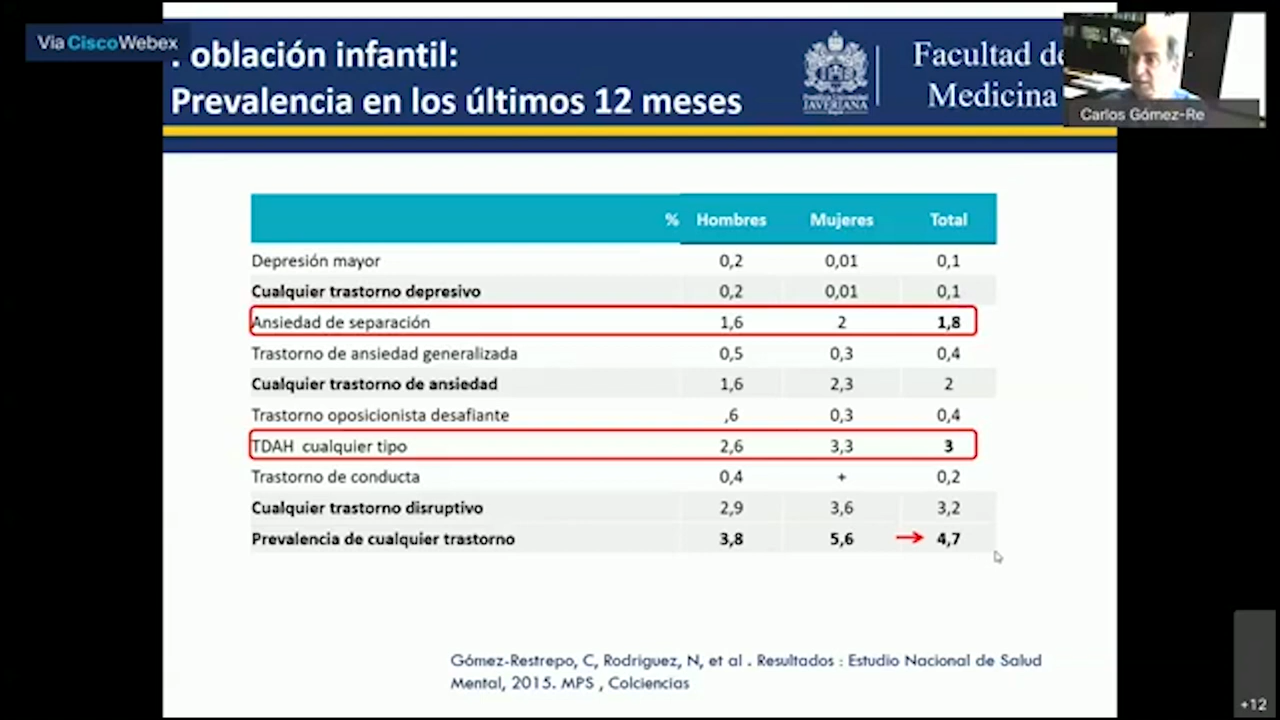 Via Cisco Webex
oblación infantil:
Prevalencia en los últimos 12 meses
JAVERIANA
Facultad de
Medicina
Carlos Gómez-Re
% Hombres Mujeres Total
Depresión mayor 0,2 0,01 0,1
Cualquier trastorno depresivo 0,2 0,01 0,1
Ansiedad de separación 1,6 2 1,8
Trastorno de ansiedad generalizada 0,5 0,3 0,4
Cualquier trastorno de ansiedad 1,6 2,3 2
Trastorno oposicionista desafiante ,6 0,3 0,4
TDAH cualquier tipo 2,6 3,3 3
Trastorno de conducta 0,4 + 0,2
Cualquier trastorno disruptivo 2,9 3,6 3,2
Prevalencia de cualquier trastorno 3,8 5,6 → 4,7
Gómez-Restrepo, C, Rodriguez, N, et al . Resultados : Estudio Nacional de Salud
Mental, 2015. MPS , Colciencias
+12